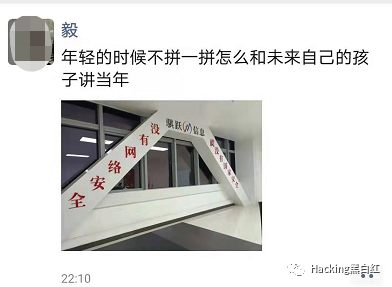 毅
年轻的时候不拼一拼怎么和未来自己的孩
子讲当年
没有网络安全
信息
就没有国家安全
22:10
Hacking黑白红